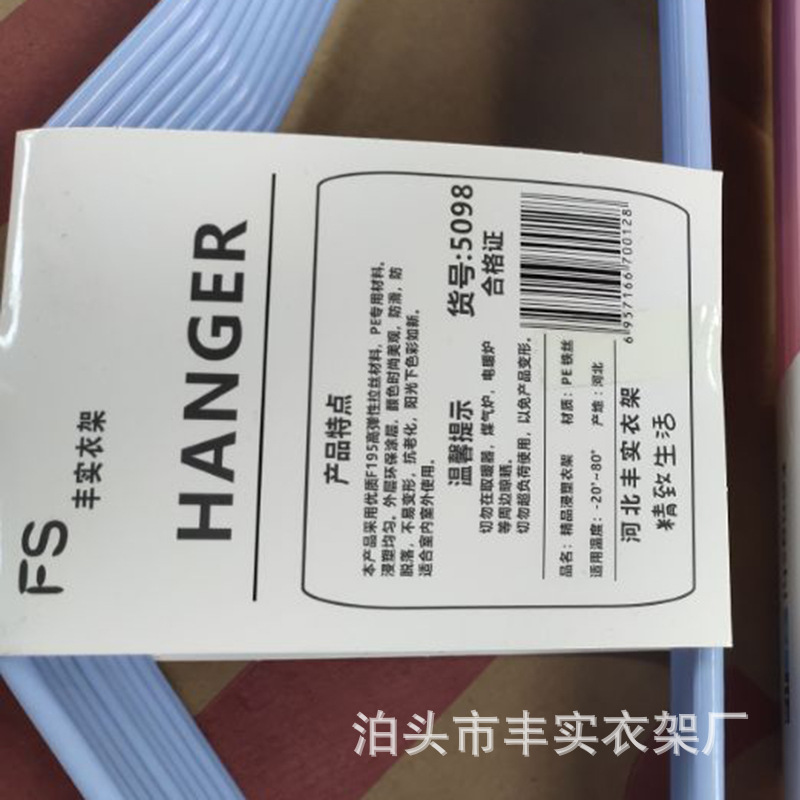 FS
丰实衣架
HANGER
产品特点
本产品采用优质F195高弹性拉丝材料，PE专用材料。
浸塑均匀。外层环保涂层，颜色时尚美观，防滑，防
脱落，不易变形，抗老化，阳光下色彩如新。
适合室内室外使用。
温馨提示
切勿在取暖器，煤气炉，电暖炉
等周边晾晒。
切勿超负荷使用，以免产品变形。
货号:5098
合格证
品名：精品浸塑衣架
材质：PE 铁丝
适用温度：-20°~80°
产地：河北
6957166700128
河北丰实衣架
精致生活
泊头市丰实衣架厂